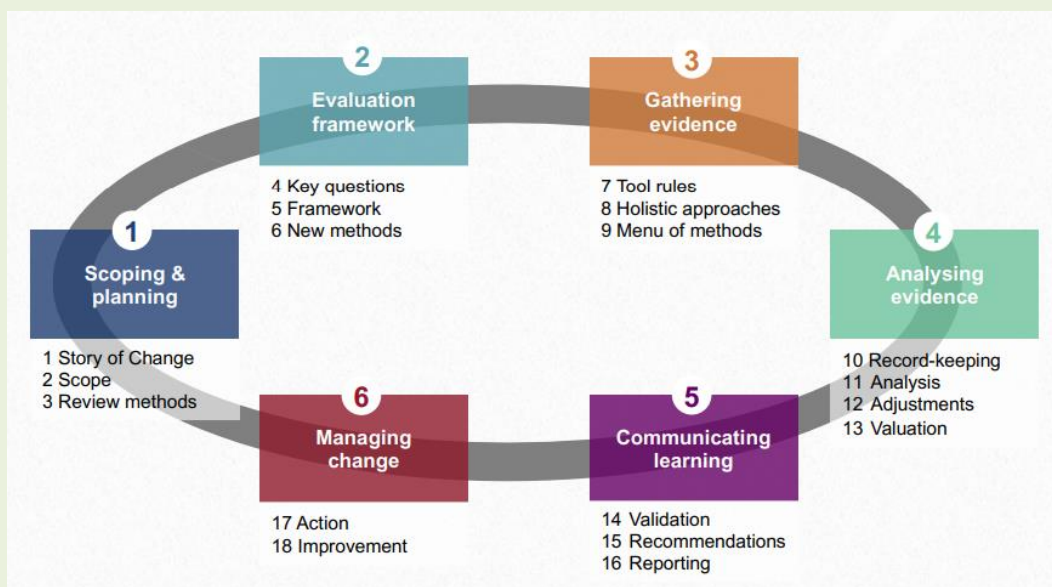 1
Scoping &
planning
1 Story of Change
2 Scope
3 Review methods
2
Evaluation
framework
4 Key questions
5 Framework
6 New methods
3
Gathering
evidence
7 Tool rules
8 Holistic approaches
9 Menu of methods
4
Analysing
evidence
10 Record-keeping
11 Analysis
12 Adjustments
13 Valuation
5
Communicating
learning
14 Validation
15 Recommendations
16 Reporting
6
Managing
change
17 Action
18 Improvement